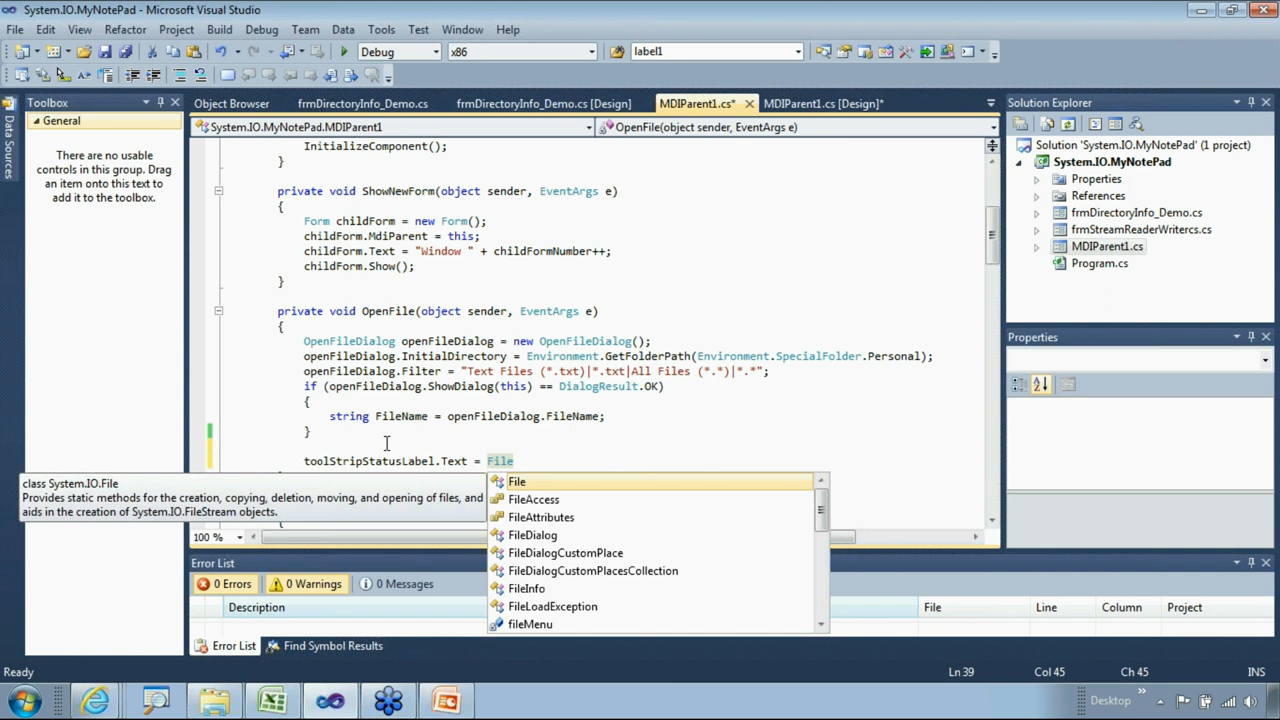 System.IO.MyNotePad - Microsoft Visual Studio
File Edit View Refactor Project Build Debug Team Data Tools Test Window Help
Debug x86 label1
Toolbox
General
There are no usable
controls in this group. Drag
an item onto this text to
add it to the toolbox.
Data Sources
Object Browser frmDirectoryInfo_Demo.cs frmDirectoryInfo_Demo.cs [Design] MDIParent1.cs* MDIParent1.cs [Design]*
System.IO.MyNotePad.MDIParent1 OpenFile(object sender, EventArgs e)
InitializeComponent();
}
private void ShowNewForm(object sender, EventArgs e)
{
Form childForm = new Form();
childForm.MdiParent = this;
childForm.Text = "Window " + childFormNumber++;
childForm.Show();
}
private void OpenFile(object sender, EventArgs e)
{
OpenFileDialog openFileDialog = new OpenFileDialog();
openFileDialog.InitialDirectory = Environment.GetFolderPath(Environment.SpecialFolder.Personal);
openFileDialog.Filter = "Text Files (*.txt)|*.txt|All Files (*.*)|*.*";
if (openFileDialog.ShowDialog(this) == DialogResult.OK)
{
string FileName = openFileDialog.FileName;
}
toolStripStatusLabel.Text = File
class System.IO.File
Provides static methods for the creation, copying, deletion, moving, and opening of files, and
aids in the creation of System.IO.FileStream objects.
File
FileAccess
FileAttributes
FileDialog
FileDialogCustomPlace
FileDialogCustomPlacesCollection
FileInfo
FileLoadException
fileMenu
100 %
Solution Explorer
Solution 'System.IO.MyNotePad' (1 project)
System.IO.MyNotePad
Properties
References
frmDirectoryInfo_Demo.cs
frmStreamReaderWritercs.cs
MDIParent1.cs
Program.cs
Properties
Error List
0 Errors 0 Warnings 0 Messages
Description File Line Column Project
Error List Find Symbol Results
Ready Ln 39 Col 45 Ch 45 INS
Desktop